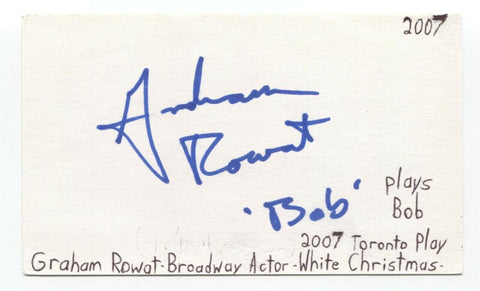 2007
Graham
Rowat
'Bob'
plays
Bob
2007 Toronto Play
Graham Rowat-Broadway Actor-White Christmas-